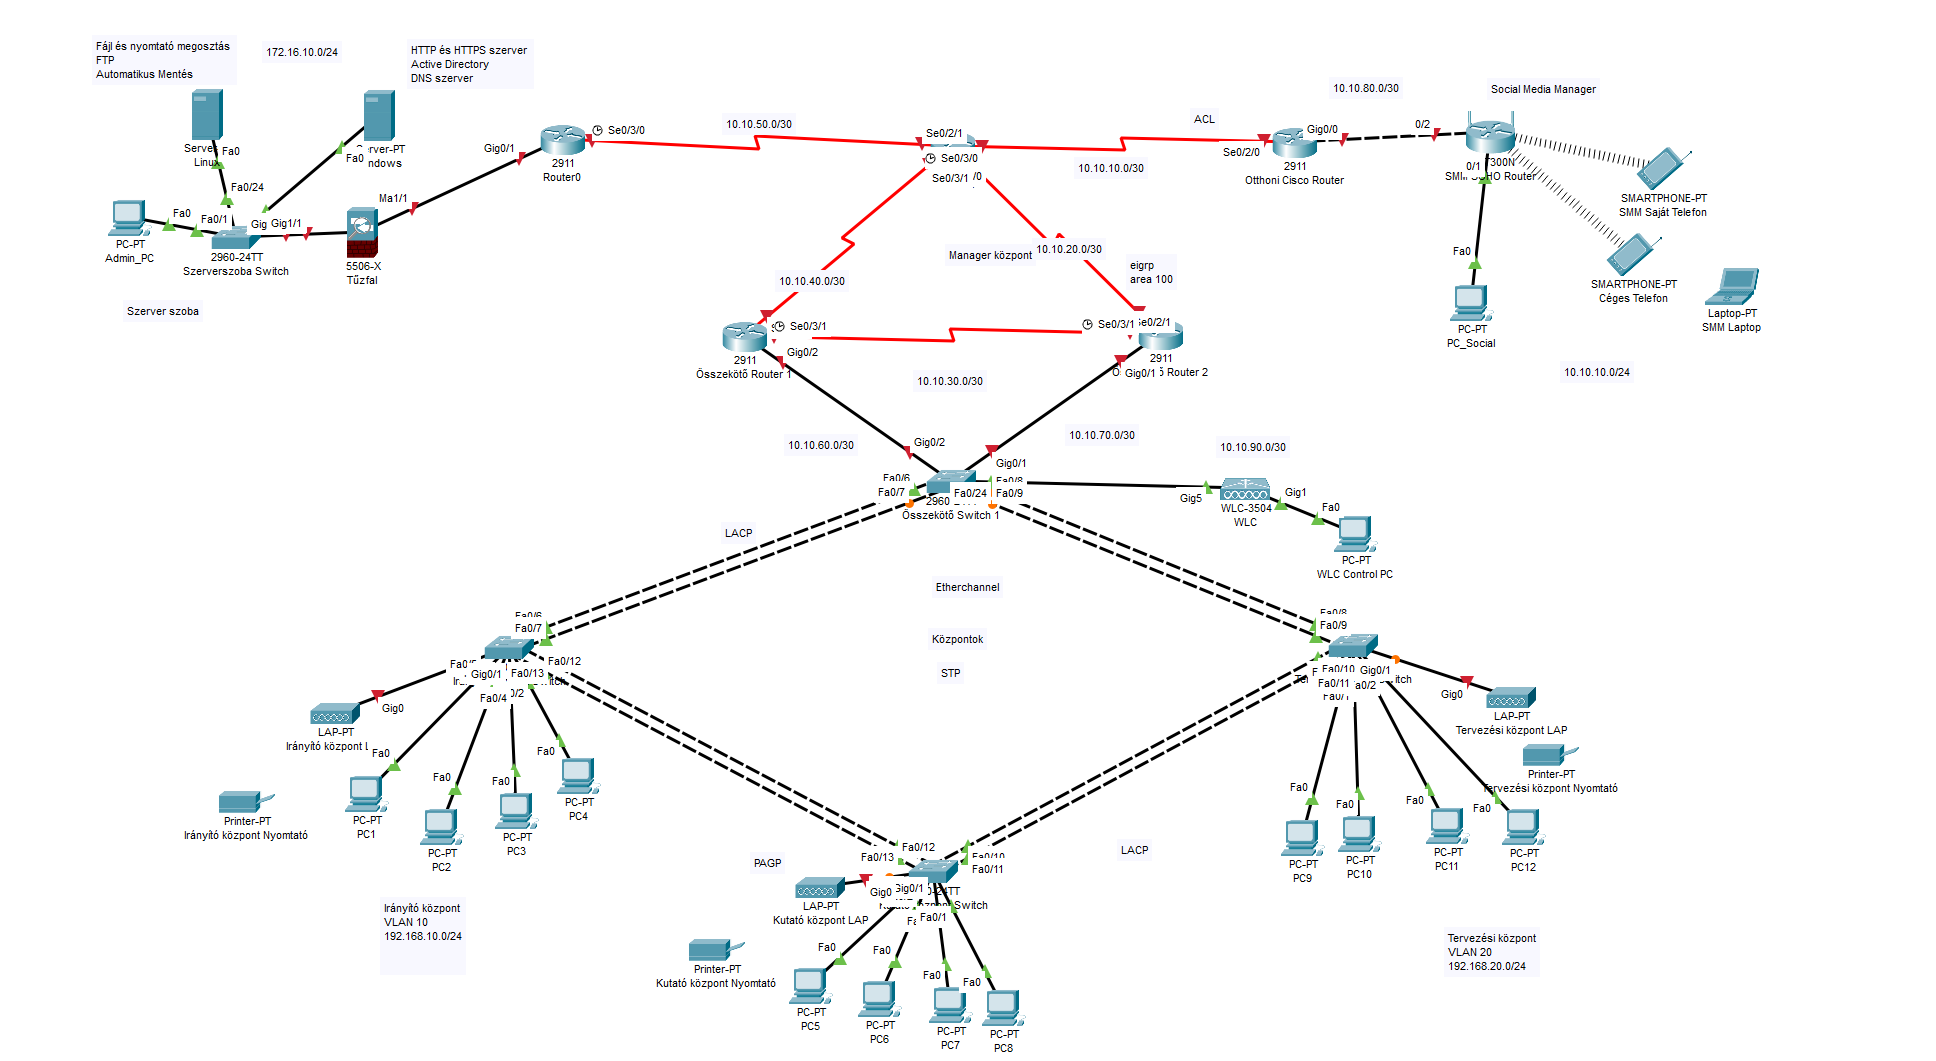 Fájl és nyomtató megosztás
FTP
Automatikus Mentés
172.16.10.0/24
HTTP és HTTPS szerver
Active Directory
DNS szerver
Linux
Fa0
Fa0
Fa0/24
Fa0
Fa0/1
Gig
Gig1/1
PC-PT
Admin_PC
2960-24TT
Szerverszoba Switch
Szerver szoba
Ma1/1
5506-X
Tűzfal
Gig0/1
Se0/3/0
2911
Router0
10.10.50.0/30
Se0/2/1
Se0/3/0
Se0/3/1
/0
10.10.10.0/30
ACL
Se0/2/0
Gig0/0
2911
Otthoni Cisco Router
10.10.80.0/30
0/2
Social Media Manager
0/1
SMARTPHONE-PT
SMM Saját Telefon
SMARTPHONE-PT
Céges Telefon
Laptop-PT
SMM Laptop
Fa0
PC-PT
PC_Social
10.10.10.0/24
Manager központ
10.10.20.0/30
eigrp
area 100
10.10.40.0/30
Se0/3/1
Gig0/2
2911
Összekötő Router 1
Se0/3/1
Se0/2/1
2911
Router 2
Gig0/1
10.10.30.0/30
10.10.60.0/30
10.10.70.0/30
10.10.90.0/30
Gig0/2
Gig0/1
Fa0/6
Fa0/7
Fa0/24
Fa0/8
Fa0/9
2960
Összekötő Switch 1
Gig5
WLC-3504
WLC
Gig1
Fa0
PC-PT
WLC Control PC
LACP
Etherchannel
Központok
STP
Fa0/6
Fa0/7
Fa0/12
Gig0/1
Fa0/13
Fa0/4
0/2
Gig0
LAP-PT
Irányító központ
Fa0
PC-PT
PC1
Fa0
PC-PT
PC2
Fa0
PC-PT
PC3
Fa0
PC-PT
PC4
Printer-PT
Irányító központ Nyomtató
Irányító központ
VLAN 10
192.168.10.0/24
Fa0/8
Fa0/9
Fa0/10
Fa0/11
Gig0/1
Gig0
LAP-PT
Tervezési központ LAP
Printer-PT
Tervezési központ Nyomtató
Fa0
PC-PT
PC9
Fa0
PC-PT
PC10
Fa0
PC-PT
PC11
Fa0
PC-PT
PC12
Tervezési központ
VLAN 20
192.168.20.0/24
PAGP
LACP
Fa0/12
Fa0/13
Fa0/10
Fa0/11
Gig0
Gig0/1
Fa0/1
Switch
LAP-PT
Kutató központ LAP
Printer-PT
Kutató központ Nyomtató
Fa0
PC-PT
PC5
Fa0
PC-PT
PC6
Fa0
PC-PT
PC7
Fa0
PC-PT
PC8